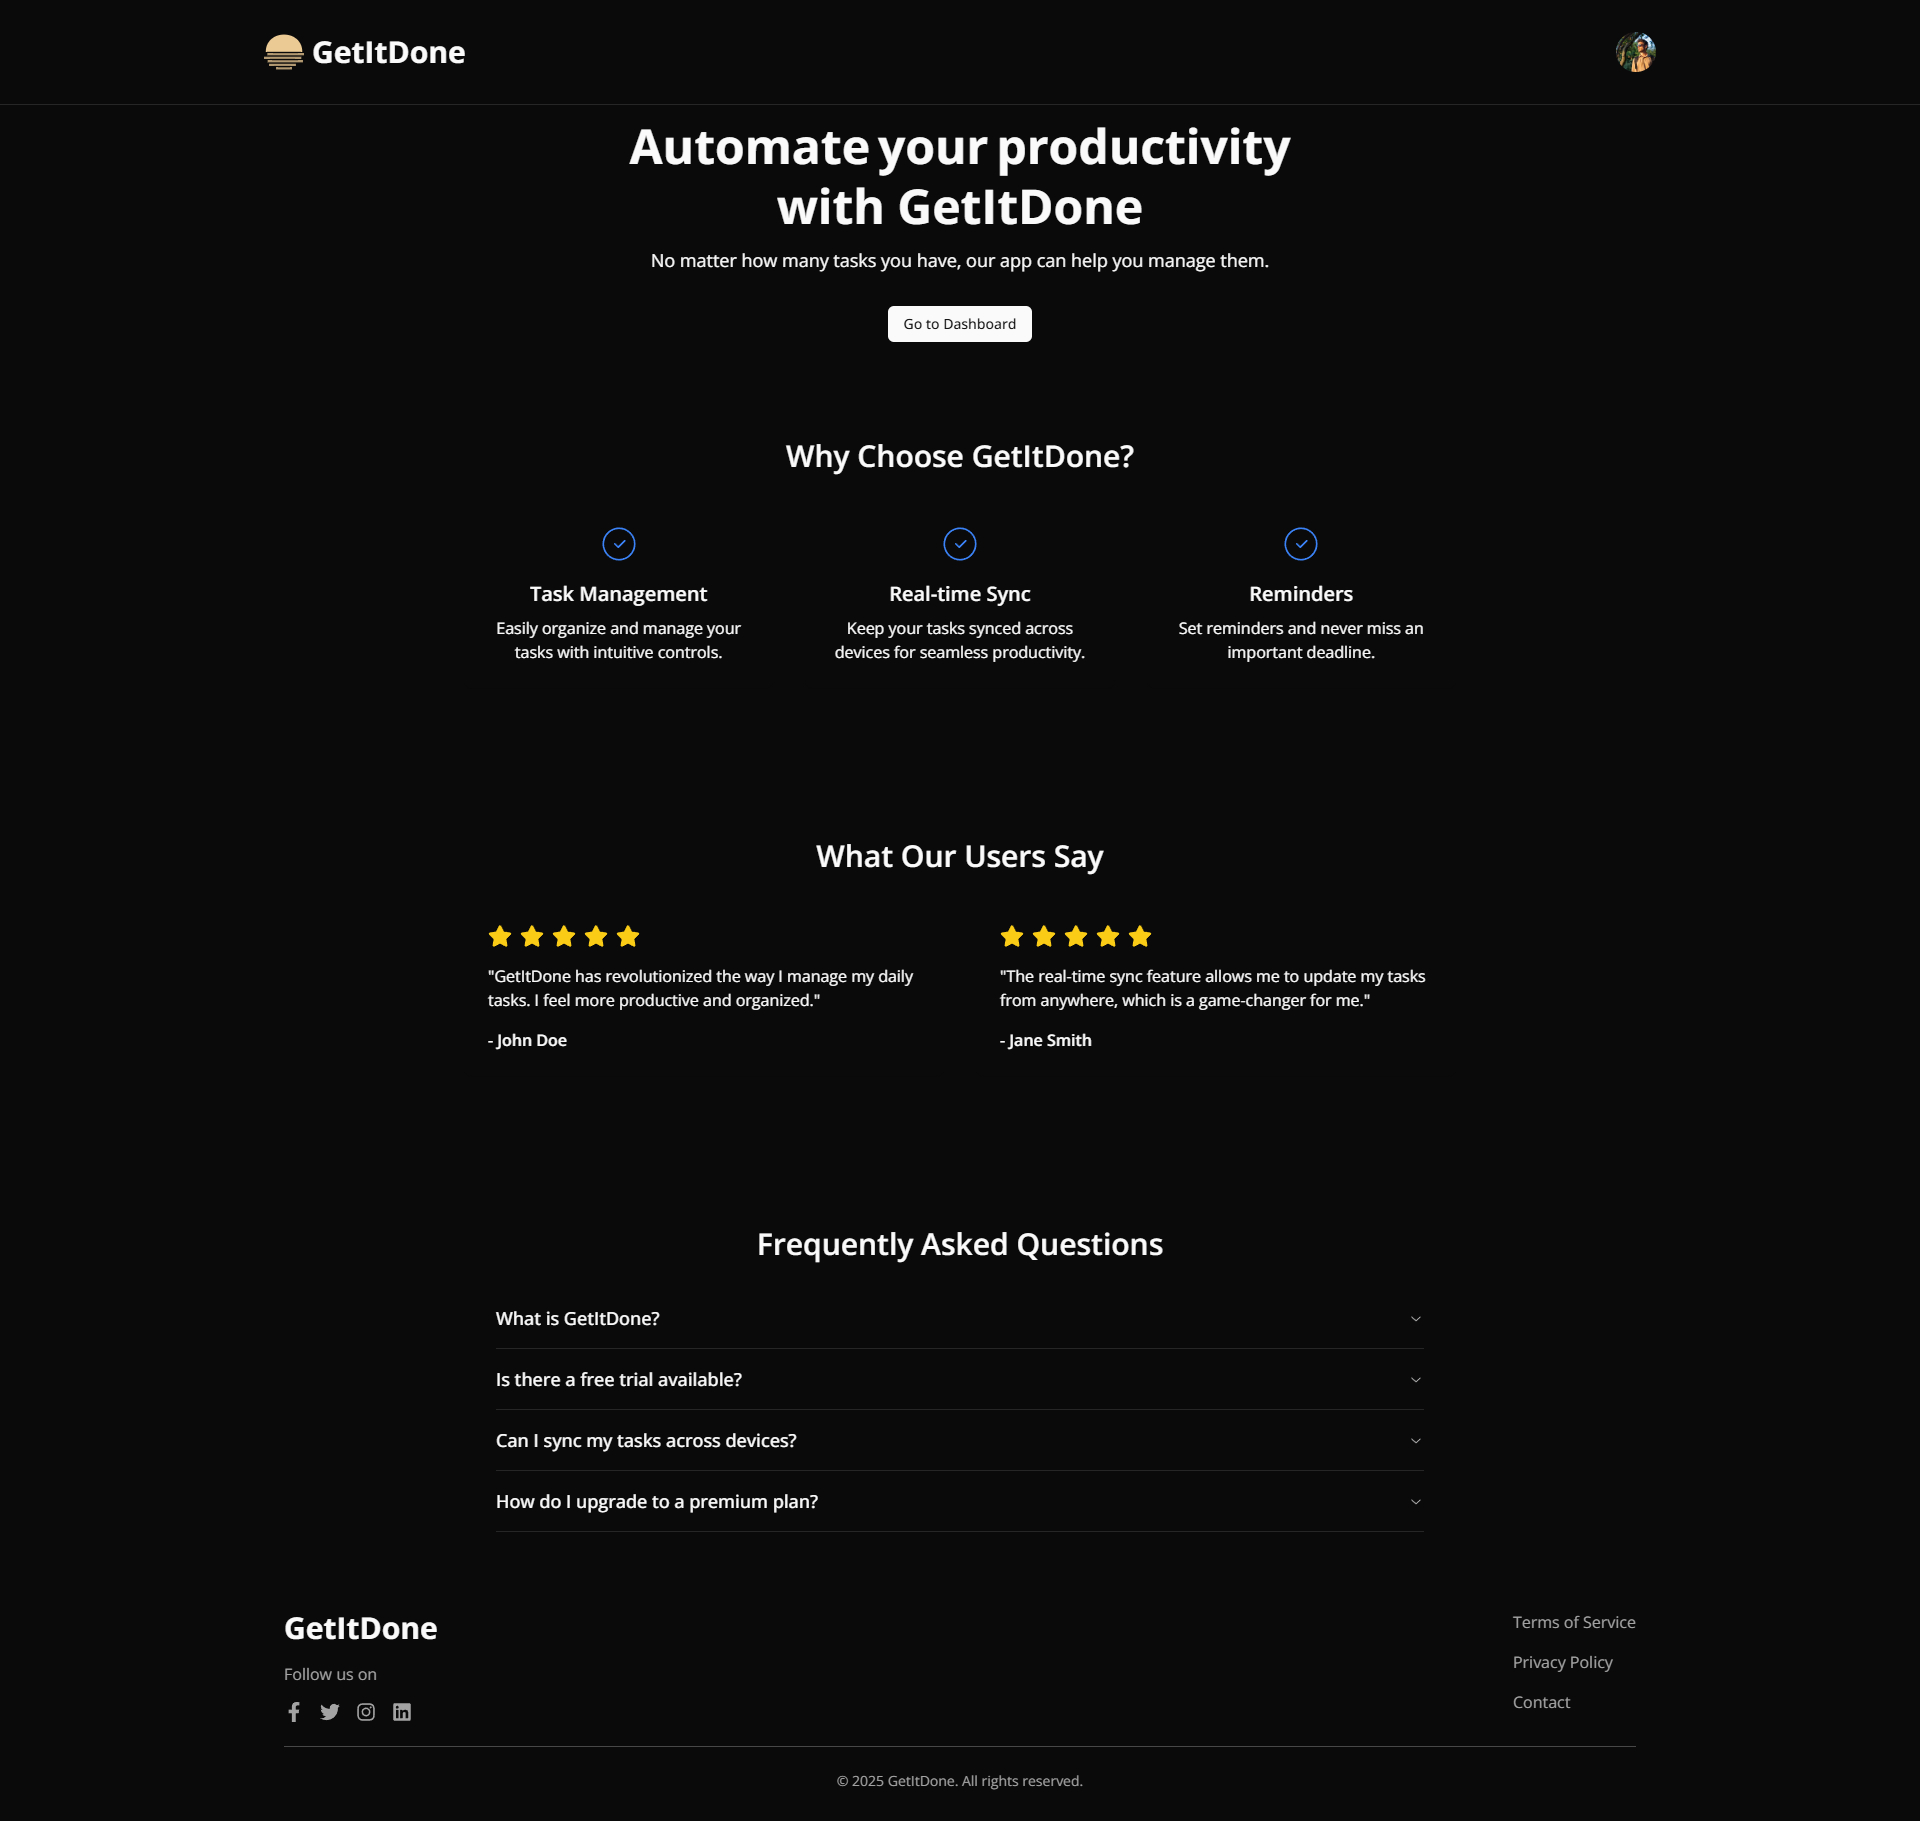 GetItDone
Automate your productivity
with GetItDone
No matter how many tasks you have, our app can help you manage them.
Go to Dashboard
Why Choose GetItDone?
Task Management
Easily organize and manage your
tasks with intuitive controls.
Real-time Sync
Keep your tasks synced across
devices for seamless productivity.
Reminders
Set reminders and never miss an
important deadline.
What Our Users Say
"GetItDone has revolutionized the way I manage my daily
tasks. I feel more productive and organized."
- John Doe
"The real-time sync feature allows me to update my tasks
from anywhere, which is a game-changer for me."
- Jane Smith
Frequently Asked Questions
What is GetItDone?
Is there a free trial available?
Can I sync my tasks across devices?
How do I upgrade to a premium plan?
GetItDone
Follow us on
Terms of Service
Privacy Policy
Contact
© 2025 GetItDone. All rights reserved.